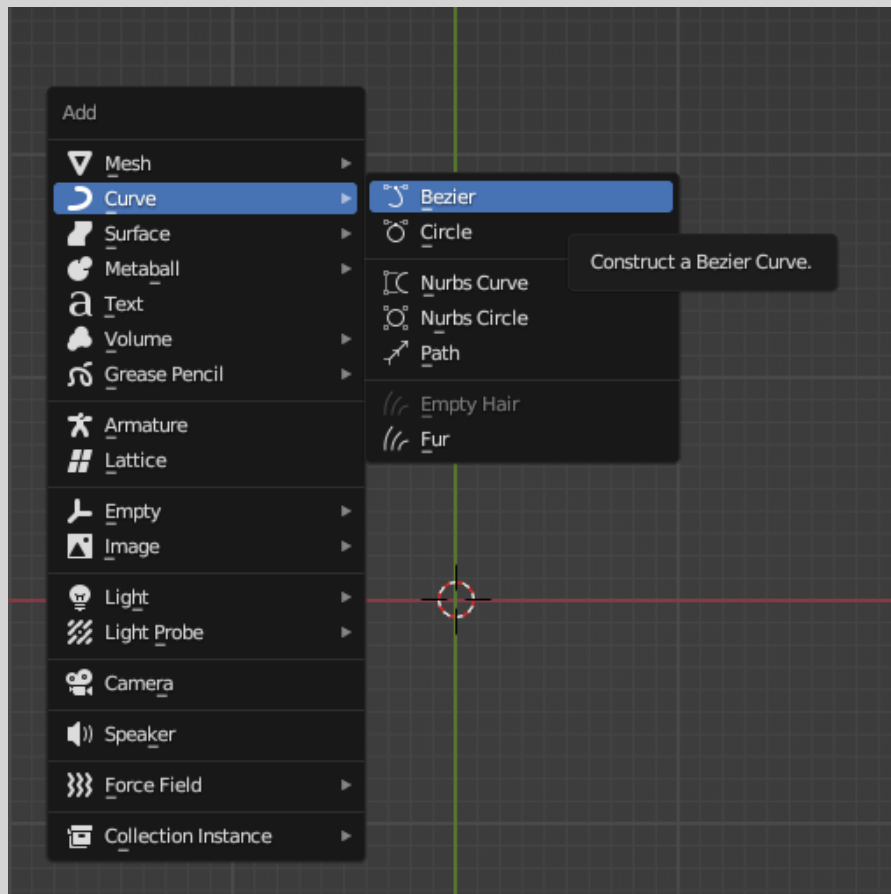 Add
Mesh
Curve
Surface
Metaball
Text
Volume
Grease Pencil
Armature
Lattice
Empty
Image
Light
Light Probe
Camera
Speaker
Force Field
Collection Instance
Bezier
Circle
Nurbs Curve
Nurbs Circle
Path
Empty Hair
Fur
Construct a Bezier Curve.